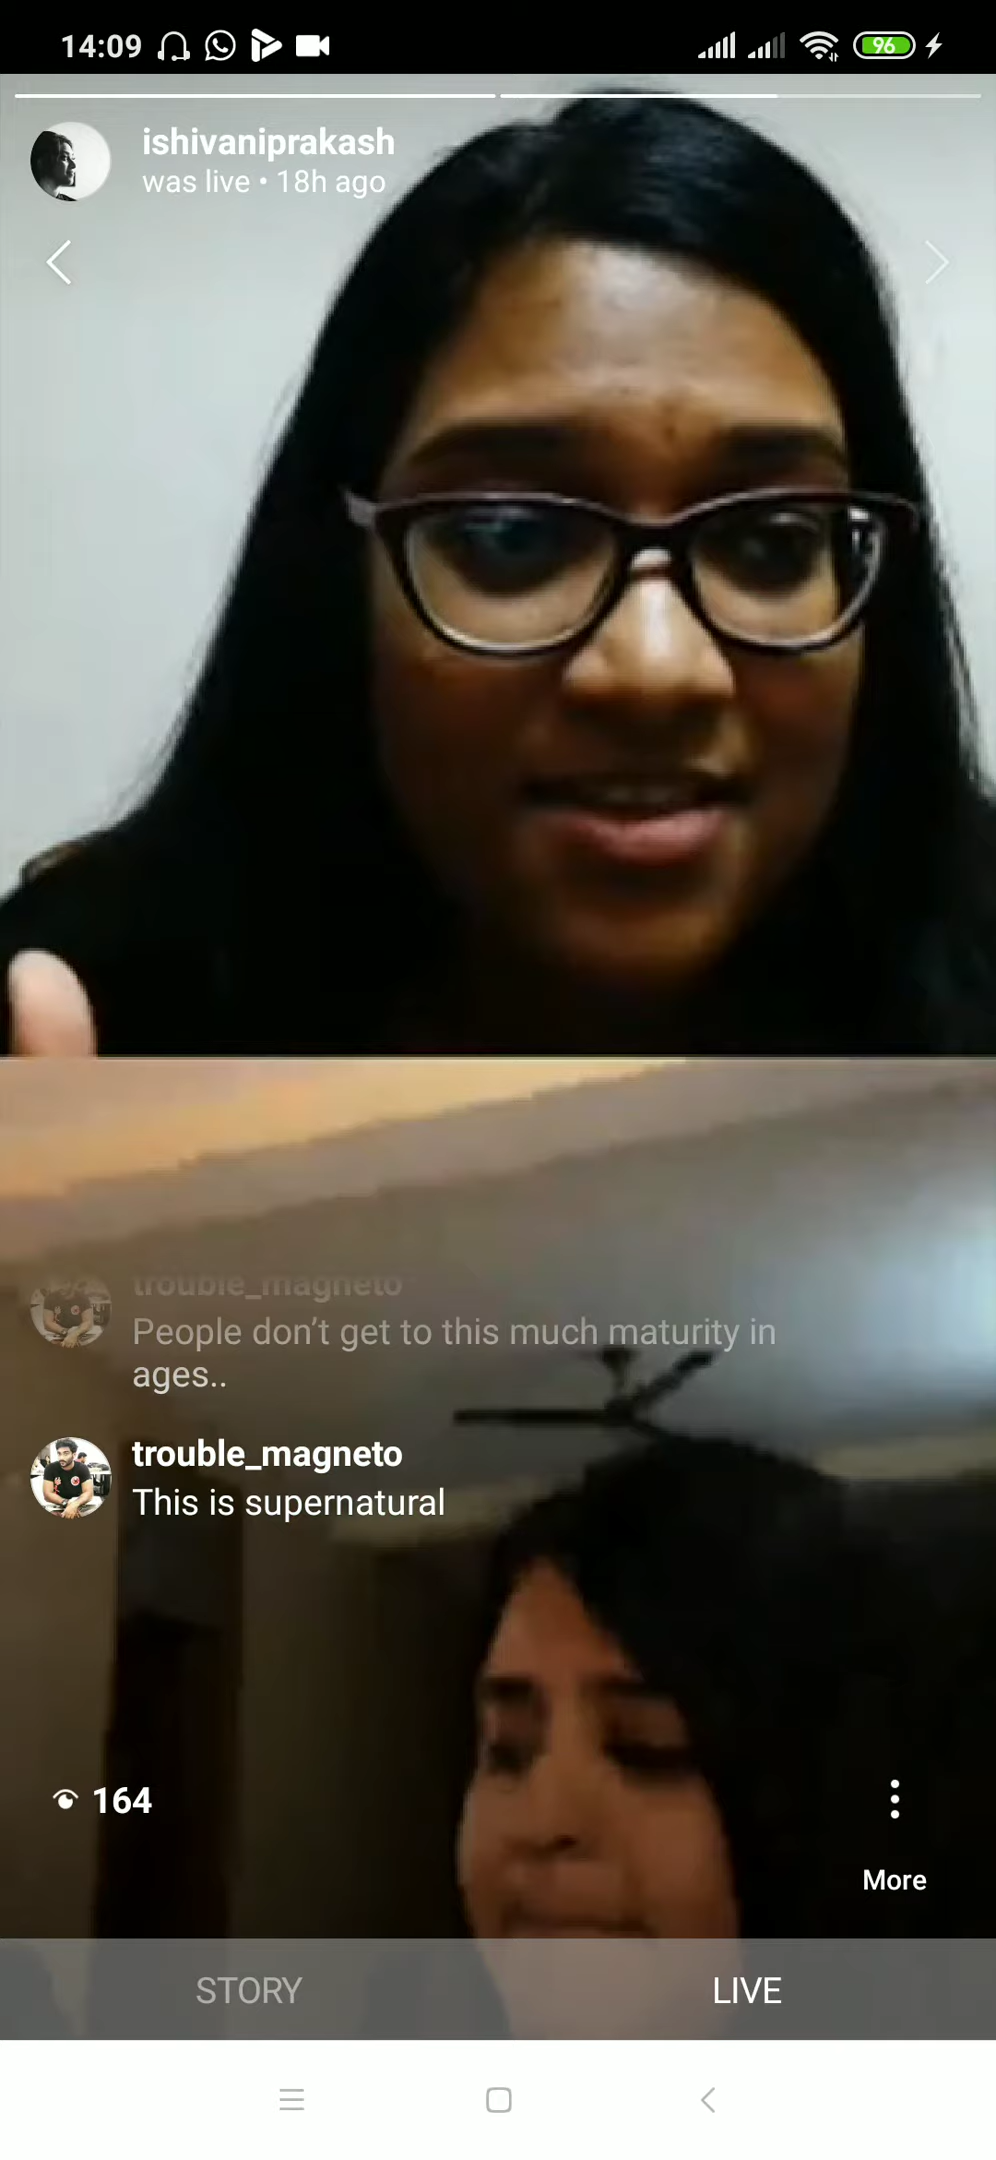 14:09
96
ishivaniprakash
was live • 18h ago
trouble_magneto
People don’t get to this much maturity in
ages..
trouble_magneto
This is supernatural
164
More
STORY
LIVE